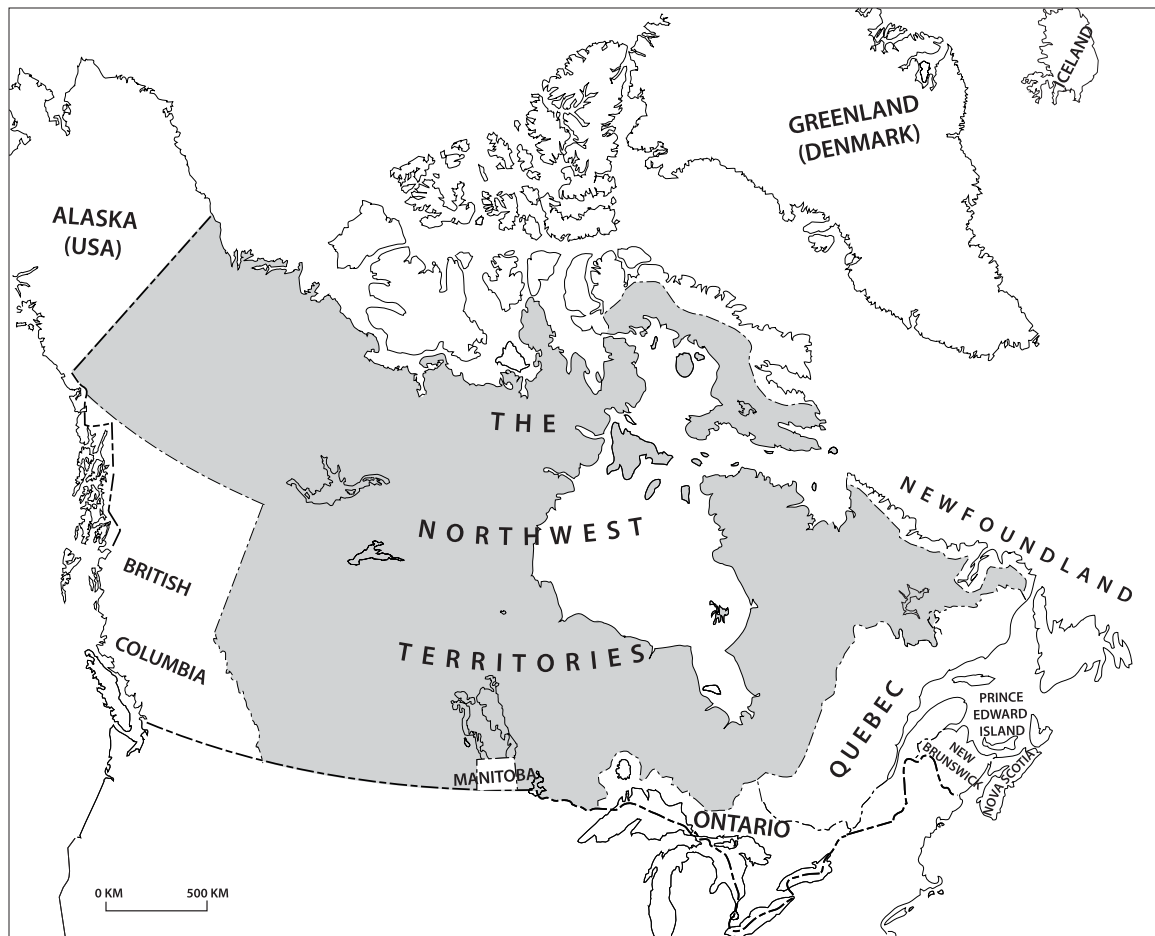 ICELAND
GREENLAND
(DENMARK)
ALASKA
(USA)
THE
NORTHWEST
TERRITORIES
NEWFOUNDLAND
BRITISH
COLUMBIA
MANITOBA
ONTARIO
QUEBEC
PRINCE
EDWARD
ISLAND
NEW
BRUNSWICK
NOVA SCOTIA
0 KM 500 KM